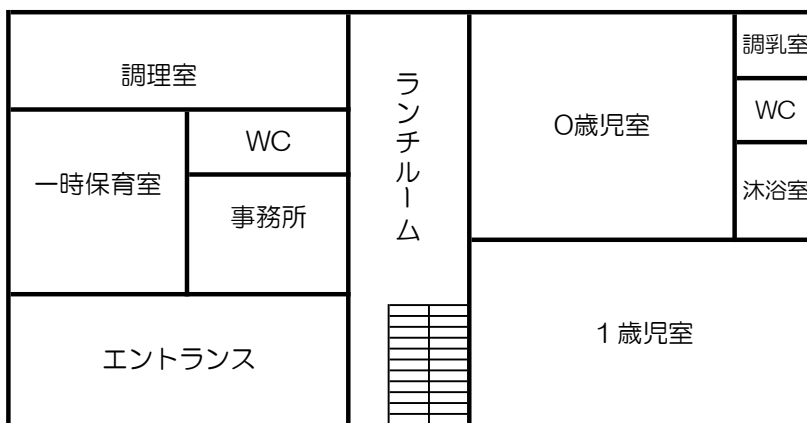 調理室
一時保育室
WC
事務所
エントランス
ランチルーム
0歳児室
調乳室
WC
沐浴室
1歳児室